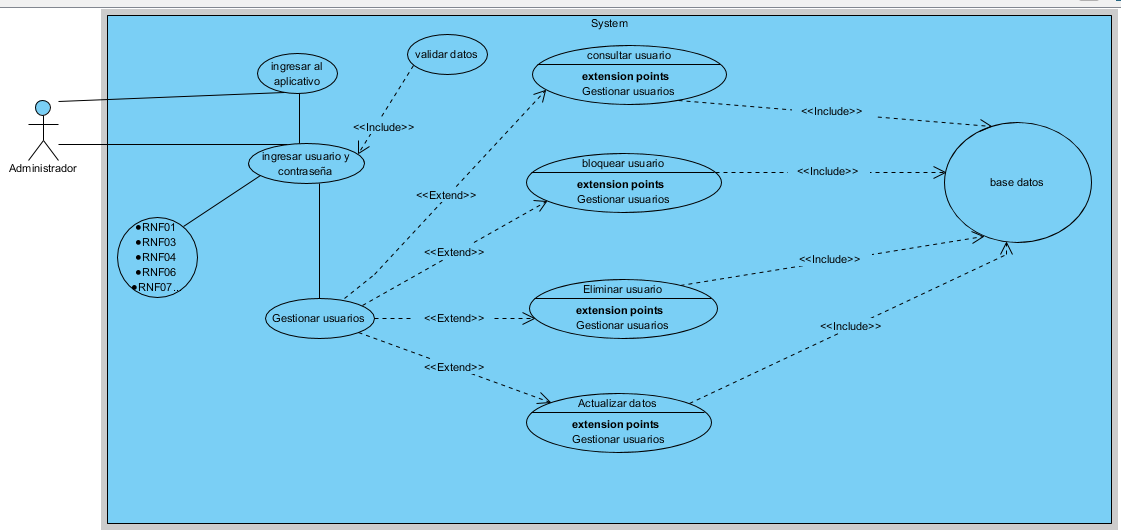 System
validar datos
ingresar al
aplicativo
Administrador
<<Include>>
ingresar usuario y
contraseña
●RNF01
●RNF03
●RNF04
●RNF06
●RNF07...
Gestionar usuarios
<<Extend>>
<<Extend>>
<<Extend>>
<<Extend>>
consultar usuario
extension points
Gestionar usuarios
bloquear usuario
extension points
Gestionar usuarios
Eliminar usuario
extension points
Gestionar usuarios
Actualizar datos
extension points
Gestionar usuarios
<<Include>>
<<Include>>
<<Include>>
<<Include>>
base datos